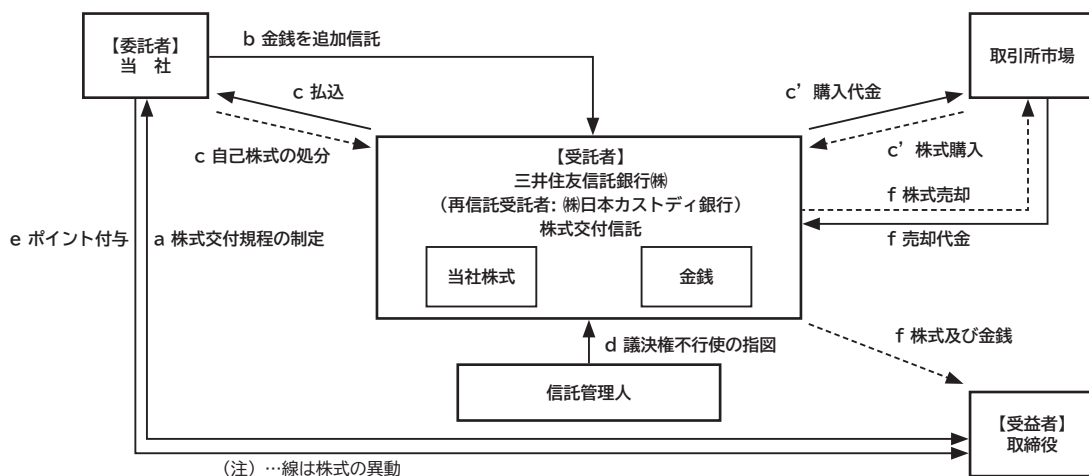 【委託者】
当　社
b 金銭を追加信託
取引所市場
c 払込
c’ 購入代金
c 自己株式の処分
c’ 株式購入
【受託者】
三井住友信託銀行㈱
（再信託受託者: ㈱日本カストディ銀行）
株式交付信託
f 株式売却
f 売却代金
e ポイント付与
a 株式交付規程の制定
当社株式
金銭
d 議決権不行使の指図
f 株式及び金銭
信託管理人
【受益者】
取締役
（注）…線は株式の異動